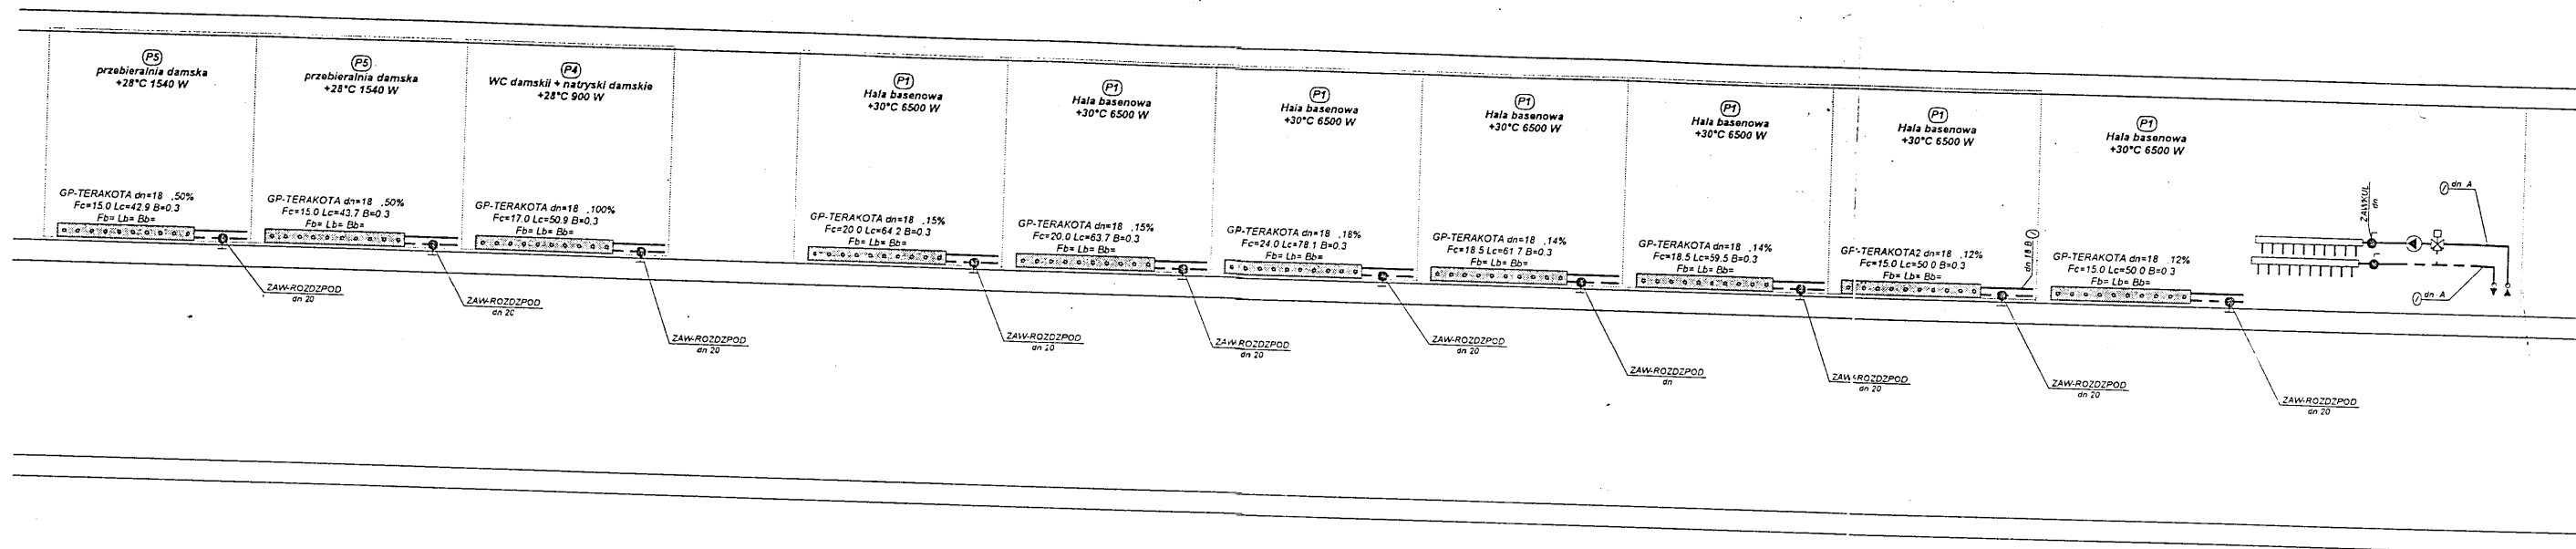 P5
przebieralnia damska
+28°C 1540 W
GP-TERAKOTA dn=18 ,50%
Fc=15.0 Lc=42.9 B=0.3
Fb= Lb= Bb=
ZAW-ROZDZPOD
dn 20
P5
przebieralnia damska
+28°C 1540 W
GP-TERAKOTA dn=18 ,50%
Fc=15.0 Lc=43.7 B=0.3
Fb= Lb= Bb=
ZAW-ROZDZPOD
dn 20
P4
WC damskiI + natryski damskie
+28°C 900 W
GP-TERAKOTA dn=18 ,100%
Fc=17.0 Lc=50.9 B=0.3
Fb= Lb= Bb=
ZAW-ROZDZPOD
dn 20
P1
Hala basenowa
+30°C 6500 W
GP-TERAKOTA dn=18 ,15%
Fc=20.0 Lc=64.2 B=0.3
Fb= Lb= Bb=
ZAW-ROZDZPOD
dn 20
P1
Hala basenowa
+30°C 6500 W
GP-TERAKOTA dn=18 ,15%
Fc=20.0 Lc=63.7 B=0.3
Fb= Lb= Bb=
ZAW-ROZDZPOD
dn 20
P1
Hala basenowa
+30°C 6500 W
GP-TERAKOTA dn=18 ,18%
Fc=24.0 Lc=78.1 B=0.3
Fb= Lb= Bb=
ZAW-ROZDZPOD
dn 20
P1
Hala basenowa
+30°C 6500 W
GP-TERAKOTA dn=18 ,14%
Fc=18.5 Lc=61.7 B=0.3
Fb= Lb= Bb=
ZAW-ROZDZPOD
dn
P1
Hala basenowa
+30°C 6500 W
GP-TERAKOTA dn=18 ,14%
Fc=18.5 Lc=59.5 B=0.3
Fb= Lb= Bb=
ZAW-ROZDZPOD
dn 20
P1
Hala basenowa
+30°C 6500 W
GP-TERAKOTA2 dn=18 ,12%
Fc=15.0 Lc=50.0 B=0.3
Fb= Lb= Bb=
dn 18 B
ZAW-ROZDZPOD
dn 20
P1
Hala basenowa
+30°C 6500 W
GP-TERAKOTA dn=18 ,12%
Fc=15.0 Lc=50.0 B=0.3
Fb= Lb= Bb=
ZAW-ROZDZPOD
dn 20
ZAWKUL
dn
dn A
dn A